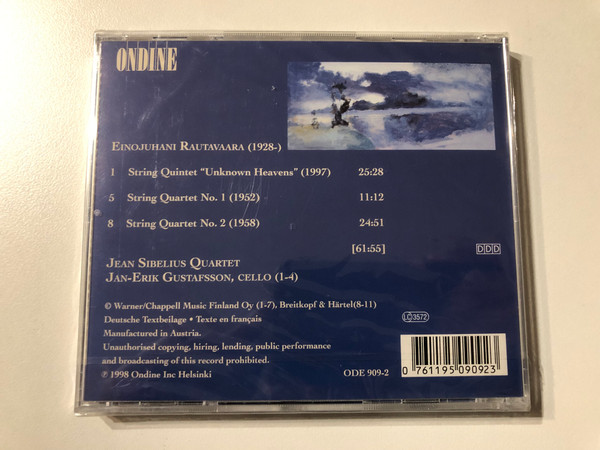 ONDINE
EINOJUHANI RAUTAVAARA (1928-)
1 String Quintet “Unknown Heavens” (1997) 25:28
5 String Quartet No. 1 (1952) 11:12
8 String Quartet No. 2 (1958) 24:51
[61:55]
DDD
JEAN SIBELIUS QUARTET
JAN-ERIK GUSTAFSSON, CELLO (1-4)
© Warner/Chappell Music Finland Oy (1-7), Breitkopf & Härtel(8-11)
Deutsche Textbeilage • Texte en français
Manufactured in Austria.
Unauthorised copying, hiring, lending, public performance
and broadcasting of this record prohibited.
℗ 1998 Ondine Inc Helsinki
ODE 909-2
LC 3572
0 761195 090923